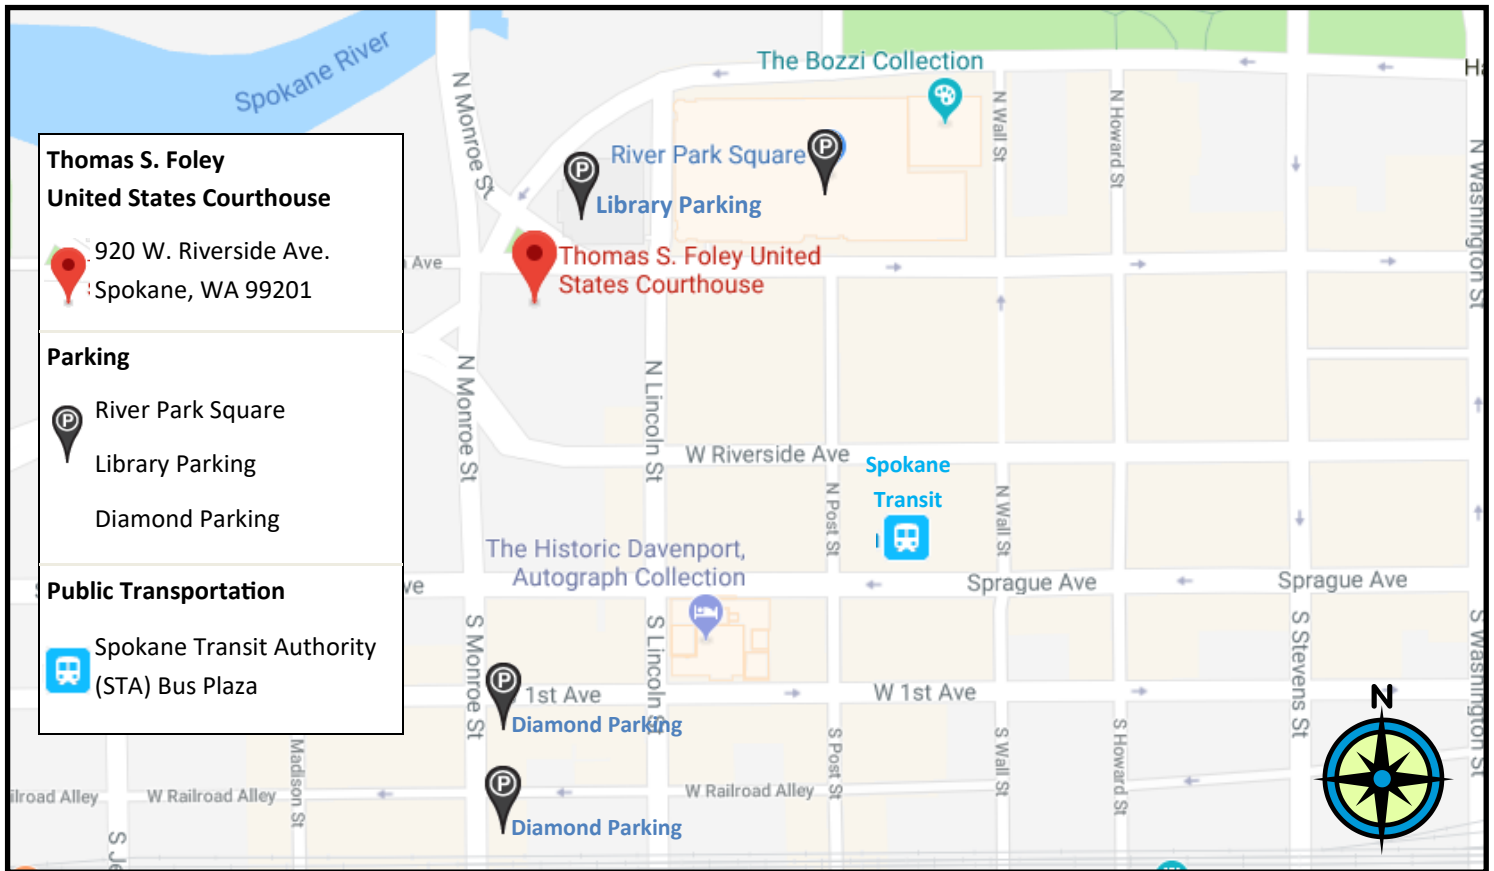 Spokane River
The Bozzi Collection
Thomas S. Foley
United States Courthouse
920 W. Riverside Ave.
Spokane, WA 99201
Parking
P
River Park Square
Library Parking
Diamond Parking
Public Transportation
Spokane Transit Authority
(STA) Bus Plaza
N Monroe St
N Wall St
N Howard St
N Washington St
P
River Park Square
P
Library Parking
Thomas S. Foley United
States Courthouse
Ave
N Monroe St
N Lincoln St
W Riverside Ave
Spokane
Transit
N Post St
N Wall St
The Historic Davenport,
Autograph Collection
Sprague Ave
Sprague Ave
S Monroe St
S Lincoln St
S Stevens St
S Washington St
P
1st Ave
W 1st Ave
Diamond Parking
N
Madison St
S Post St
S Wall St
S Howard St
P
ilroad Alley
W Railroad Alley
W Railroad Alley
Diamond Parking
S Je